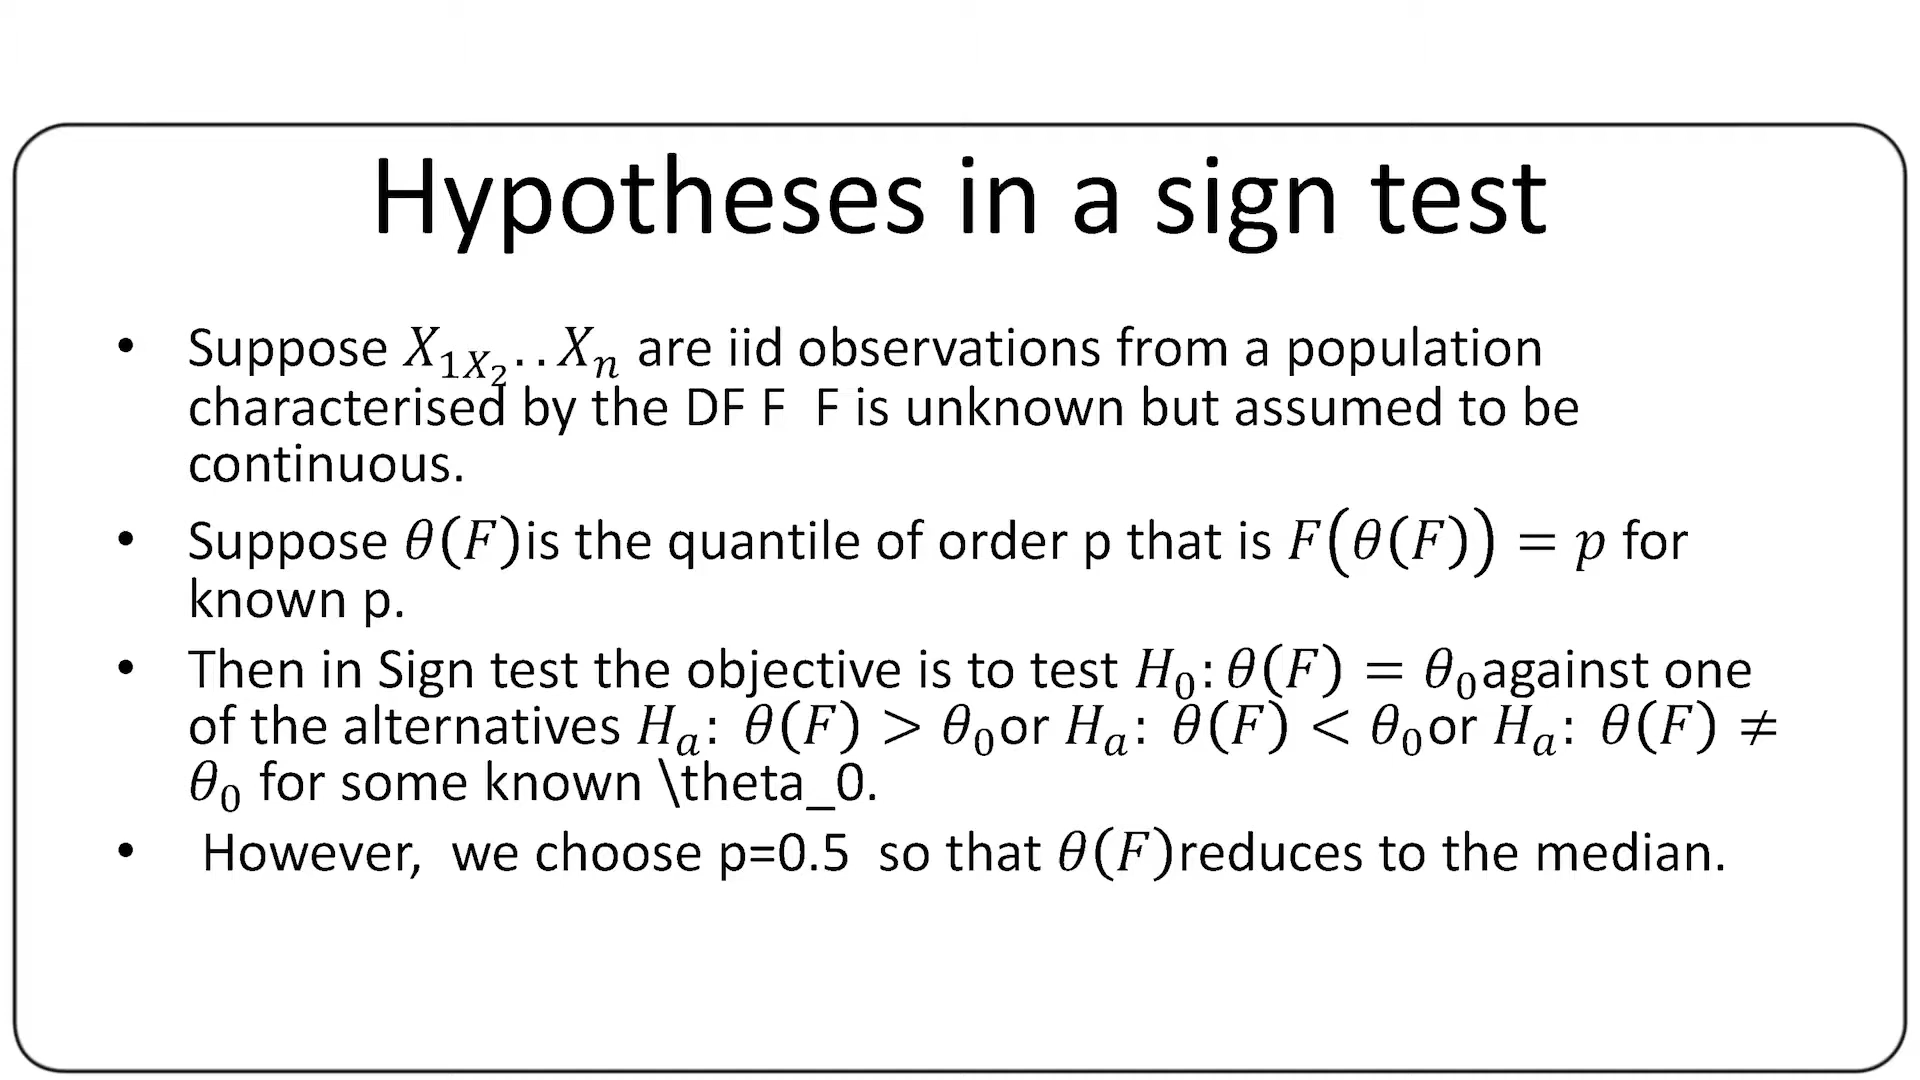 Hypotheses in a sign test
• Suppose $X_{1X_2}..X_n$ are iid observations from a population
characterised by the DF F  F is unknown but assumed to be
continuous.
• Suppose $\theta(F)$is the quantile of order p that is $F(\theta(F)) = p$ for
known p.
• Then in Sign test the objective is to test $H_0: \theta(F) = \theta_0$against one
of the alternatives $H_a: \theta(F) > \theta_0$or $H_a: \theta(F) < \theta_0$or $H_a: \theta(F) \neq$
$\theta_0$ for some known \theta_0.
• However,  we choose p=0.5  so that $\theta(F)$reduces to the median.